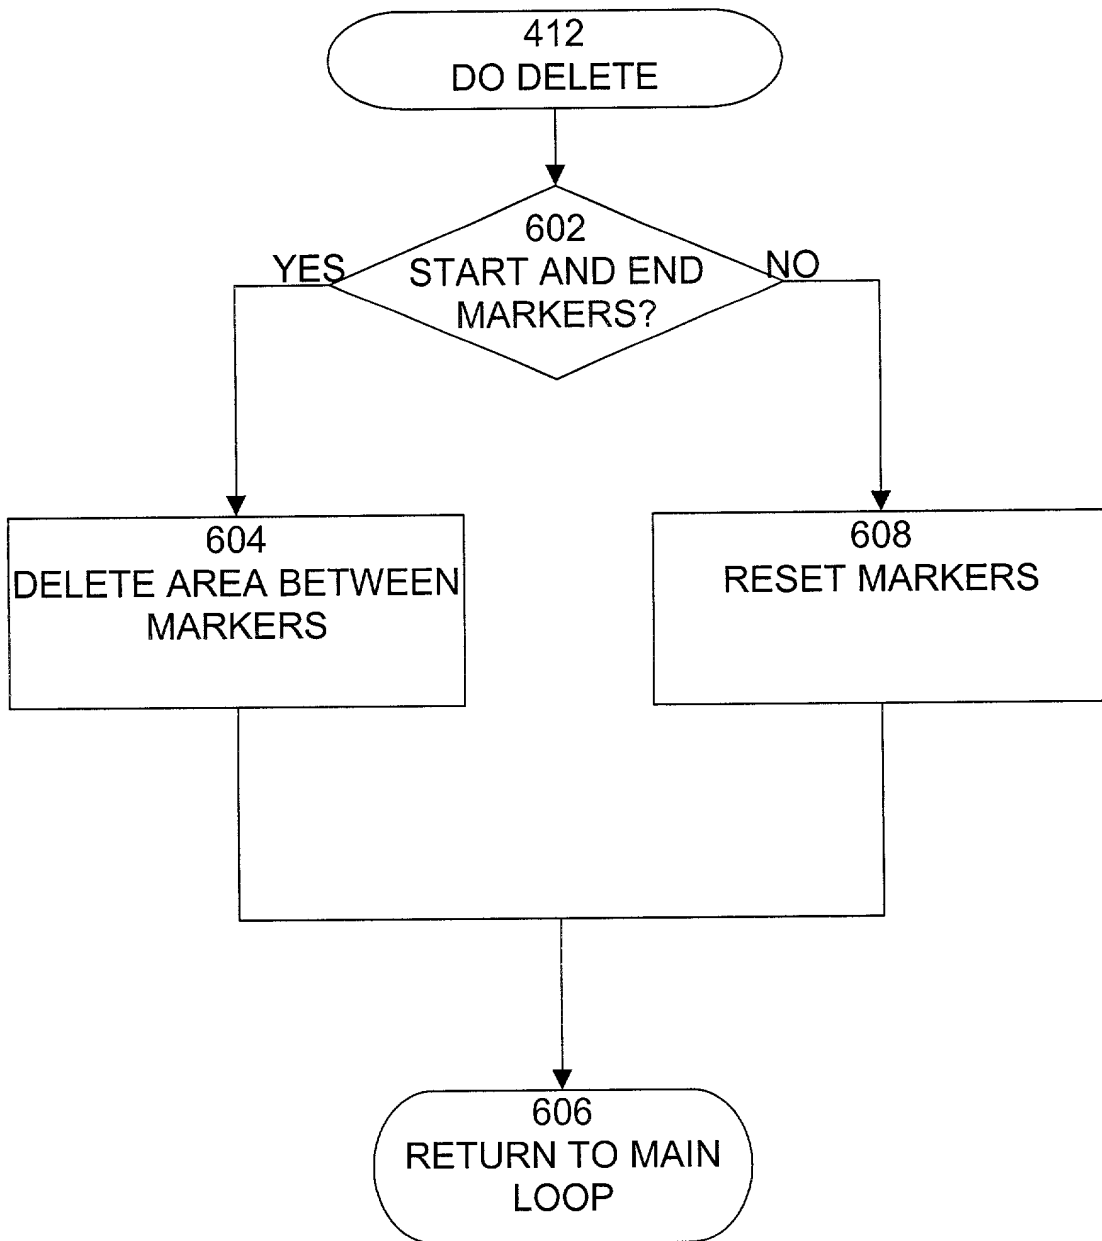 412
DO DELETE
602
START AND END
MARKERS?
YES
NO
604
DELETE AREA BETWEEN
MARKERS
608
RESET MARKERS
606
RETURN TO MAIN
LOOP